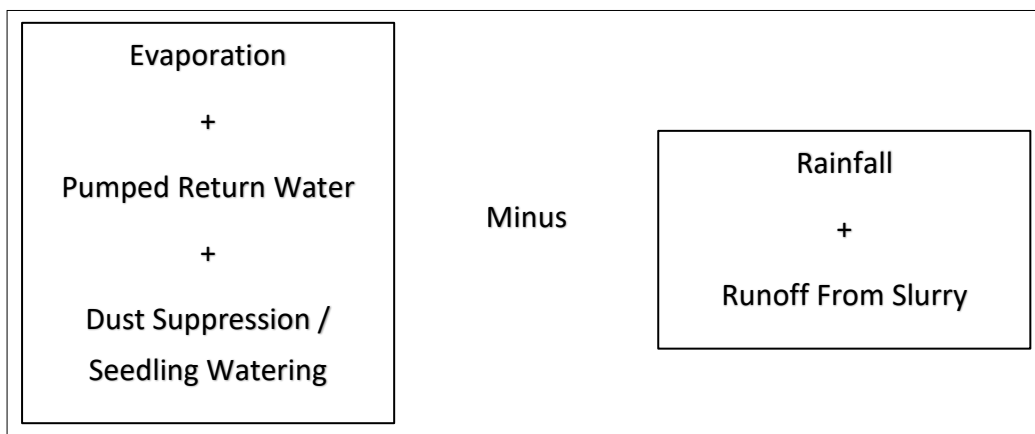 Evaporation
+
Pumped Return Water
+
Dust Suppression /
Seedling Watering
Minus
Rainfall
+
Runoff From Slurry